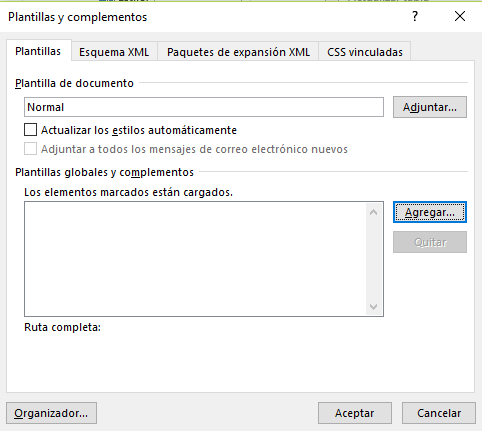 Plantillas y complementos
Plantillas Esquema XML Paquetes de expansión XML CSS vinculadas
Plantilla de documento
Normal Adjuntar...
Actualizar los estilos automáticamente
Adjuntar a todos los mensajes de correo electrónico nuevos
Plantillas globales y complementos
Los elementos marcados están cargados.
Agregar...
Quitar
Ruta completa:
Organizador... Aceptar Cancelar